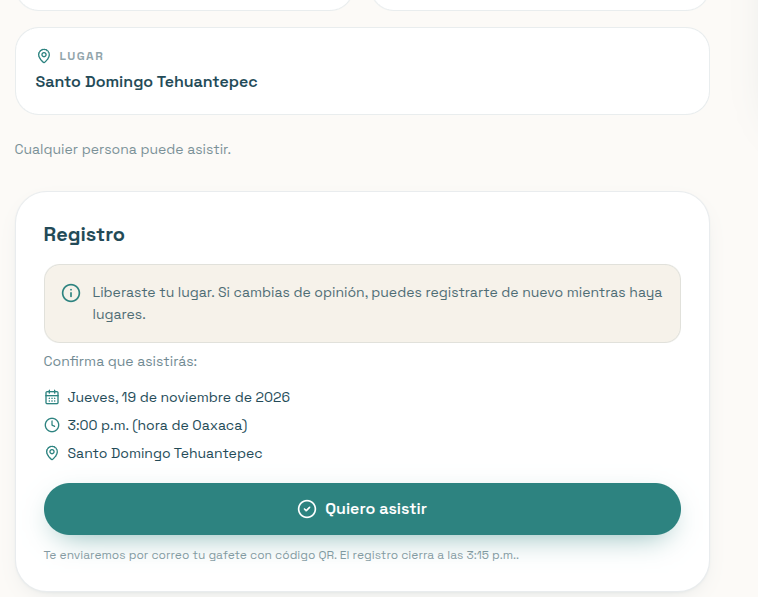 LUGAR
Santo Domingo Tehuantepec
Cualquier persona puede asistir.
Registro
Liberaste tu lugar. Si cambias de opinión, puedes registrarte de nuevo mientras haya
lugares.
Confirma que asistirás:
Jueves, 19 de noviembre de 2026
3:00 p.m. (hora de Oaxaca)
Santo Domingo Tehuantepec
Quiero asistir
Te enviaremos por correo tu gafete con código QR. El registro cierra a las 3:15 p.m..